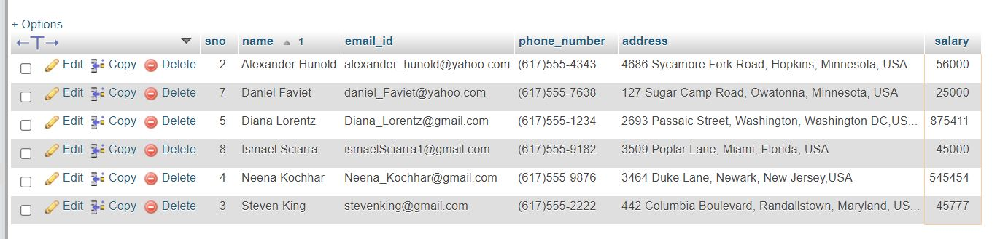 + Options
←T→ sno name 1 email_id phone_number address salary
Edit Copy Delete 2 Alexander Hunold alexander_hunold@yahoo.com (617)555-4343 4686 Sycamore Fork Road, Hopkins, Minnesota, USA 56000
Edit Copy Delete 7 Daniel Faviet daniel_Faviet@yahoo.com (617)555-7638 127 Sugar Camp Road, Owatonna, Minnesota, USA 25000
Edit Copy Delete 5 Diana Lorentz Diana_Lorentz@gmail.com (617)555-1234 2693 Passaic Street, Washington, Washington DC,US... 875411
Edit Copy Delete 8 Ismael Sciarra ismaelSciarra1@gmail.com (617)555-9182 3509 Poplar Lane, Miami, Florida, USA 45000
Edit Copy Delete 4 Neena Kochhar Neena_Kochhar@gmail.com (617)555-9876 3464 Duke Lane, Newark, New Jersey,USA 545454
Edit Copy Delete 3 Steven King stevenking@gmail.com (617)555-2222 442 Columbia Boulevard, Randallstown, Maryland, US... 45777